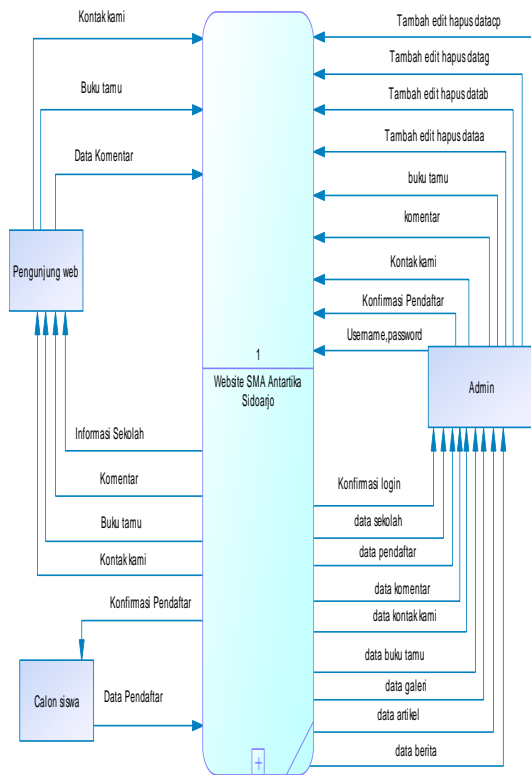 Kontak kami
Buku tamu
Data Komentar
Pengunjung web
Informasi Sekolah
Komentar
Buku tamu
Kontak kami
Konfirmasi Pendaftar
Calon siswa
Data Pendaftar
1
Website SMA Antartika
Sidoarjo
Tambah edit hapus datacp
Tambah edit hapus datag
Tambah edit hapus datab
Tambah edit hapus dataa
buku tamu
komentar
Kontak kami
Konfirmasi Pendaftar
Username,password
Admin
Konfirmasi login
data sekolah
data pendaftar
data komentar
data kontak kami
data buku tamu
data galeri
data artikel
data berita